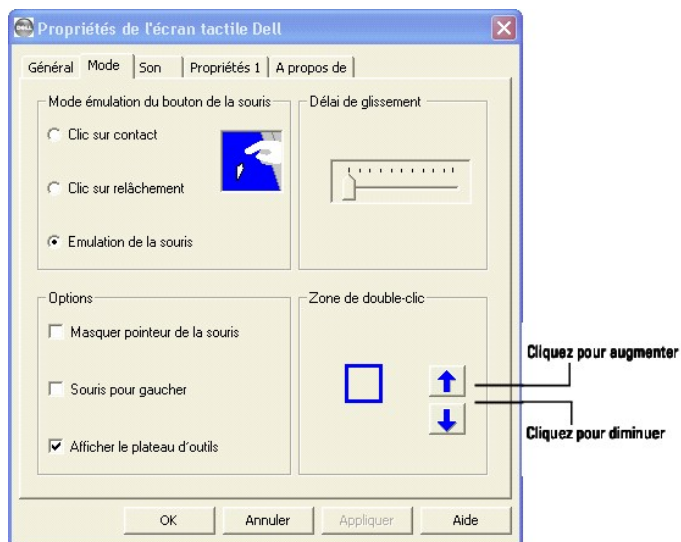 Propriétés de l'écran tactile Dell
Général
Mode
Son
Propriétés 1
A propos de
Mode émulation du bouton de la souris
Clic sur contact
Clic sur relâchement
Emulation de la souris
Délai de glissement
Options
Masquer pointeur de la souris
Souris pour gaucher
Afficher le plateau d'outils
Zone de double-clic
Cliquez pour augmenter
Cliquez pour diminuer
OK
Annuler
Appliquer
Aide